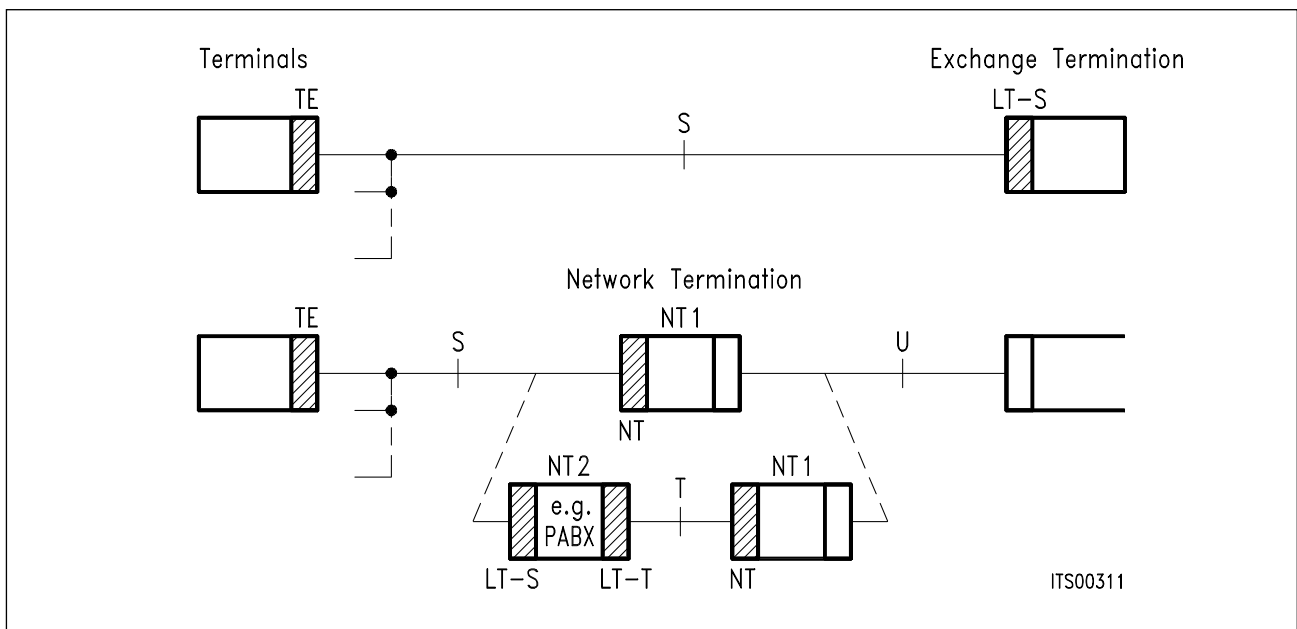 Terminals
Exchange Termination
TE
LT-S
S
Network Termination
TE
S
NT1
U
NT
NT2
T
NT1
e.g.
PABX
LT-S
LT-T
NT
ITS00311